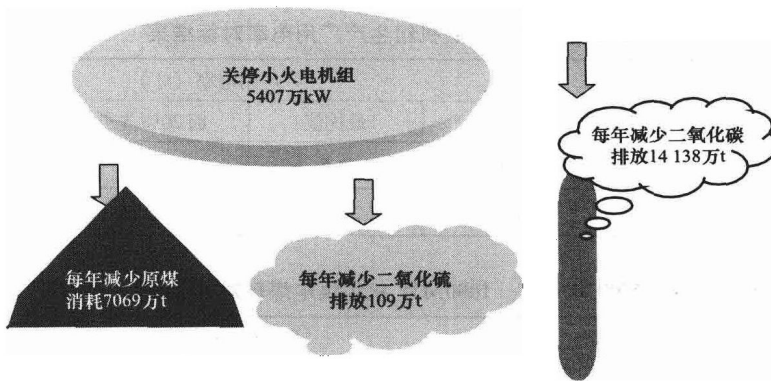 关停小火电机组
5407万kW
每年减少二氧化碳
排放14 138万t
每年减少原煤
消耗7069万t
每年减少二氧化硫
排放109万t